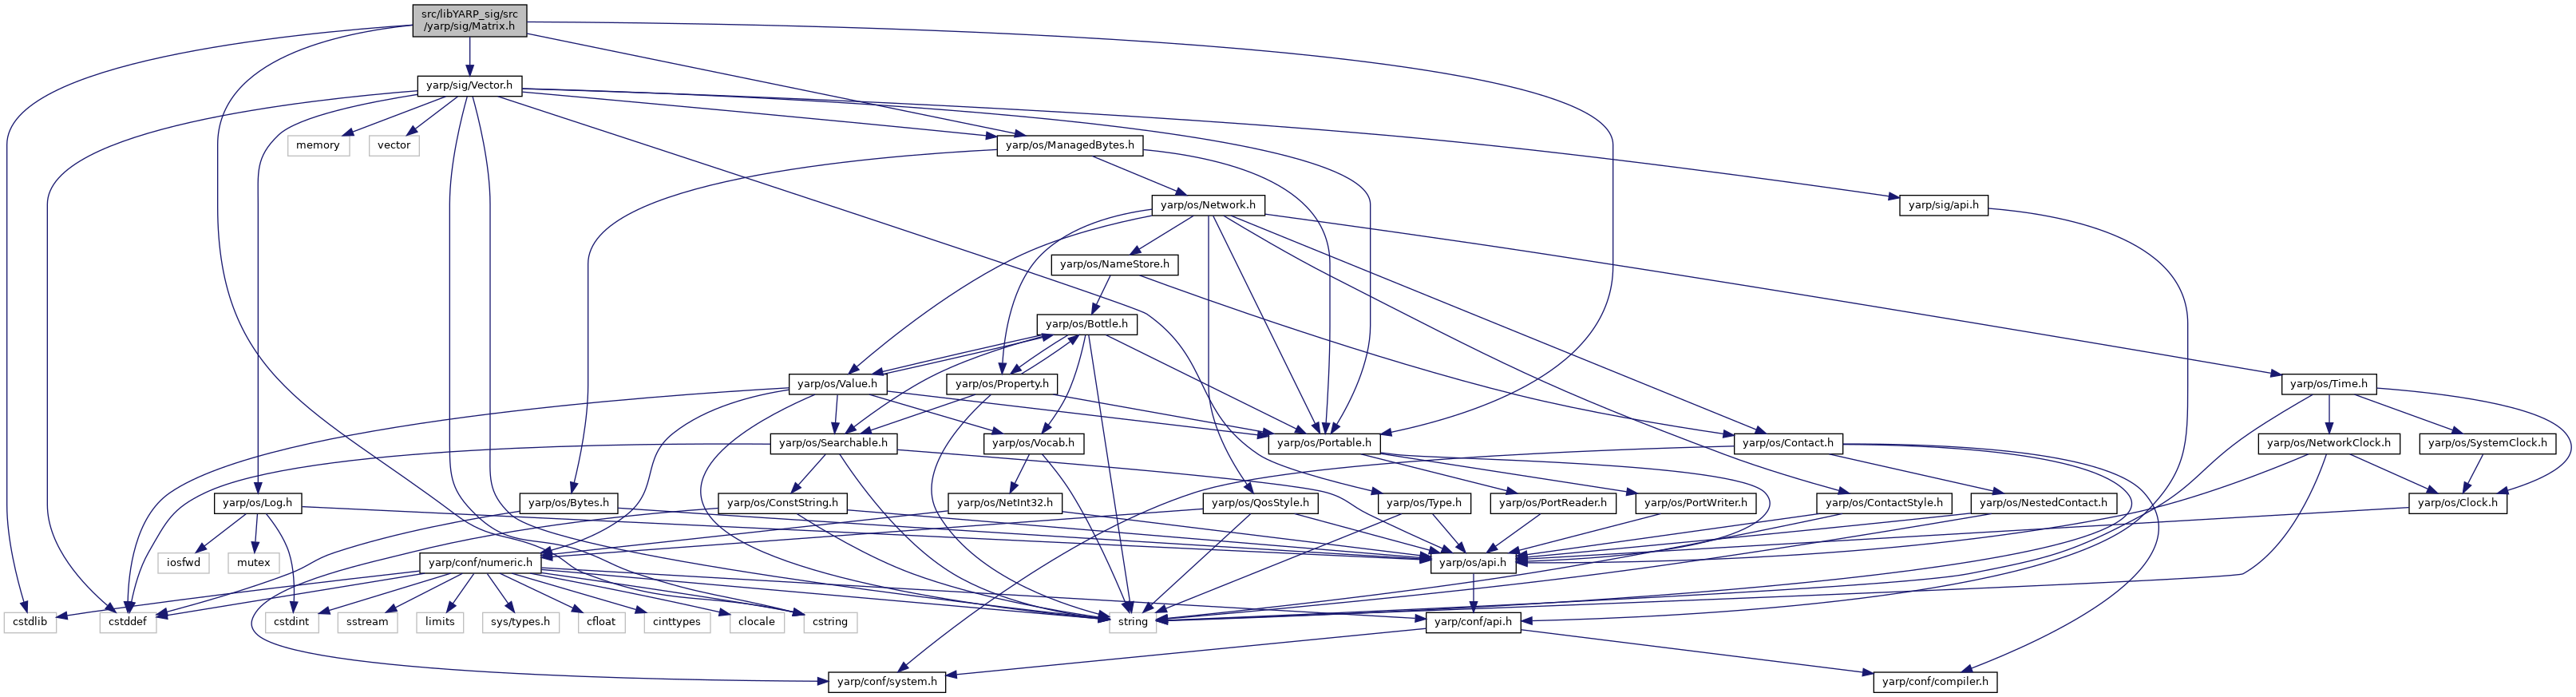 src/libYARP_sig/src
/yarp/sig/Matrix.h
yarp/sig/Vector.h
memory
vector
yarp/os/ManagedBytes.h
yarp/os/Network.h
yarp/sig/api.h
yarp/os/NameStore.h
yarp/os/Bottle.h
yarp/os/Value.h
yarp/os/Property.h
yarp/os/Time.h
yarp/os/Searchable.h
yarp/os/Vocab.h
yarp/os/Portable.h
yarp/os/Contact.h
yarp/os/NetworkClock.h
yarp/os/SystemClock.h
yarp/os/Log.h
yarp/os/Bytes.h
yarp/os/ConstString.h
yarp/os/NetInt32.h
yarp/os/QosStyle.h
yarp/os/Type.h
yarp/os/PortReader.h
yarp/os/PortWriter.h
yarp/os/ContactStyle.h
yarp/os/NestedContact.h
yarp/os/Clock.h
iosfwd
mutex
yarp/conf/numeric.h
yarp/os/api.h
cstdlib
cstddef
cstdint
sstream
limits
sys/types.h
cfloat
cinttypes
clocale
cstring
string
yarp/conf/api.h
yarp/conf/system.h
yarp/conf/compiler.h